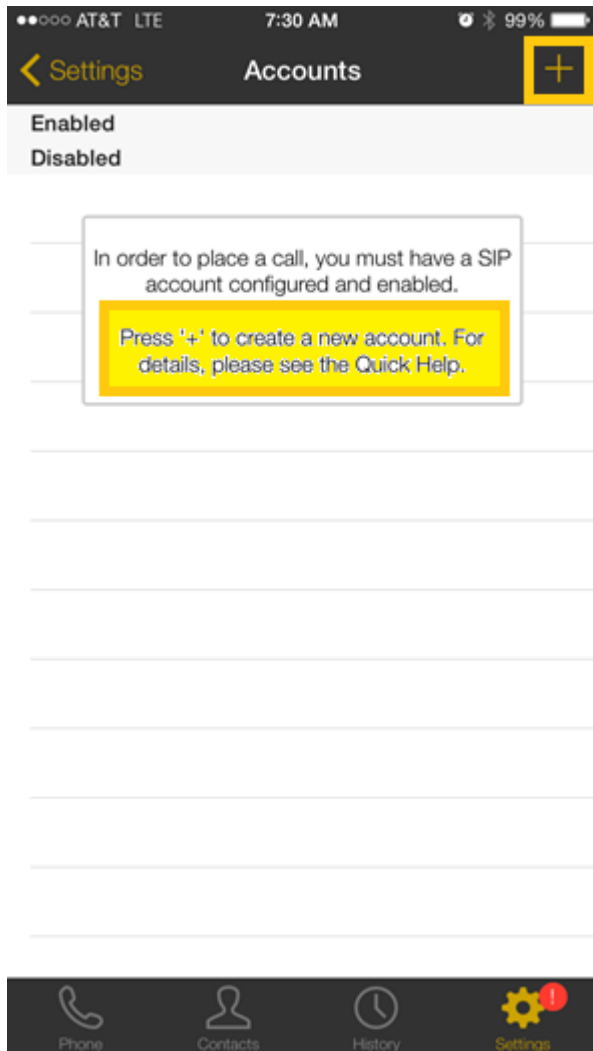 AT&T LTE 7:30 AM 99%
Settings Accounts +
Enabled
Disabled
In order to place a call, you must have a SIP
account configured and enabled.
Press '+' to create a new account. For
details, please see the Quick Help.
!
Phone Contacts History Settings